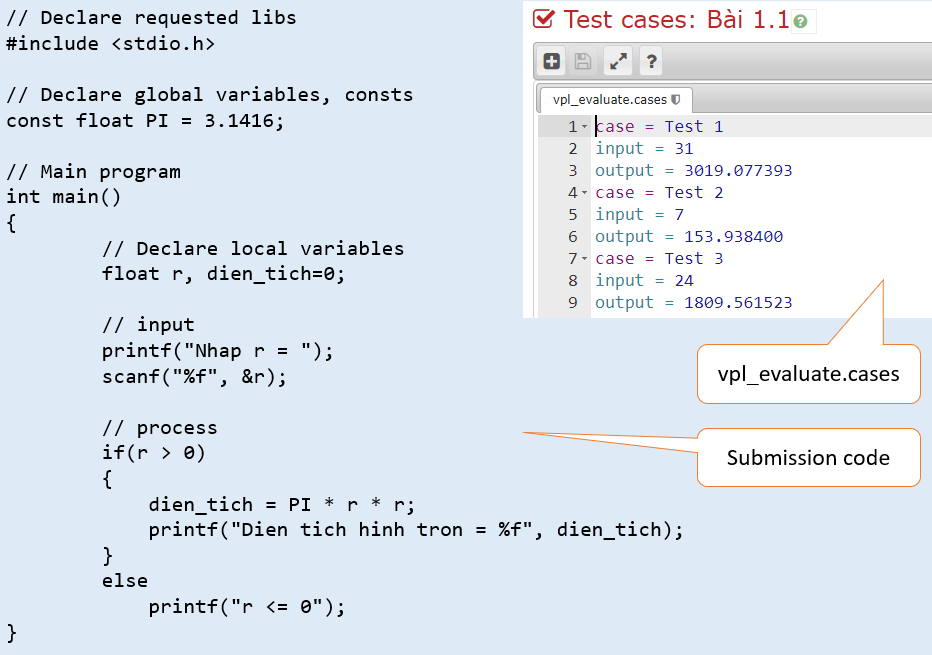 // Declare requested libs
#include <stdio.h>
// Declare global variables, consts
const float PI = 3.1416;
// Main program
int main()
{
// Declare local variables
float r, dien_tich=0;
// input
printf("Nhap r = ");
scanf("%f", &r);
// process
if(r > 0)
{
dien_tich = PI * r * r;
printf("Dien tich hinh tron = %f", dien_tich);
}
else
printf("r <= 0");
}
Test cases: Bài 1.1 ?
?
vpl_evaluate.cases
1 case = Test 1
2 input = 31
3 output = 3019.077393
4 case = Test 2
5 input = 7
6 output = 153.938400
7 case = Test 3
8 input = 24
9 output = 1809.561523
vpl_evaluate.cases
Submission code